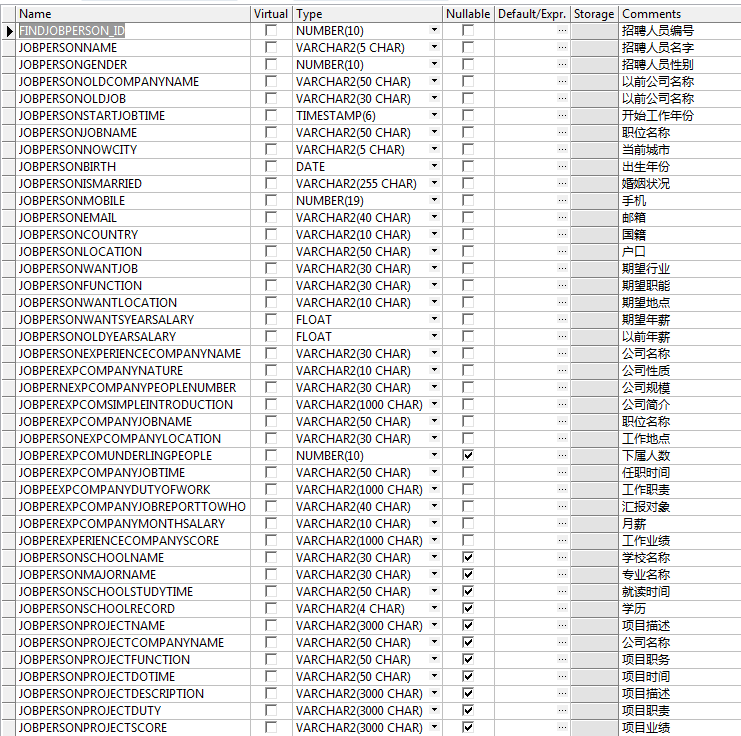 Name Virtual Type Nullable Default/Expr. Storage Comments
FINDJOBPERSON_ID NUMBER(10) ... 招聘人员编号
JOBPERSONNAME VARCHAR2(5 CHAR) ... 招聘人员名字
JOBPERSONGENDER NUMBER(10) ... 招聘人员性别
JOBPERSONOLDCOMPANYNAME VARCHAR2(50 CHAR) ... 以前公司名称
JOBPERSONOLDJOB VARCHAR2(30 CHAR) ... 以前公司名称
JOBPERSONSTARTJOBTIME TIMESTAMP(6) ... 开始工作年份
JOBPERSONJOBNAME VARCHAR2(50 CHAR) ... 职位名称
JOBPERSONNOWCITY VARCHAR2(5 CHAR) ... 当前城市
JOBPERSONBIRTH DATE ... 出生年份
JOBPERSONISMARRIED VARCHAR2(255 CHAR) ... 婚姻状况
JOBPERSONMOBILE NUMBER(19) ... 手机
JOBPERSONEMAIL VARCHAR2(40 CHAR) ... 邮箱
JOBPERSONCOUNTRY VARCHAR2(10 CHAR) ... 国籍
JOBPERSONLOCATION VARCHAR2(50 CHAR) ... 户口
JOBPERSONWANTJOB VARCHAR2(30 CHAR) ... 期望行业
JOBPERSONFUNCTION VARCHAR2(30 CHAR) ... 期望职能
JOBPERSONWANTLOCATION VARCHAR2(10 CHAR) ... 期望地点
JOBPERSONWANTSYEARSALARY FLOAT ... 期望年薪
JOBPERSONOLDYEARSALARY FLOAT ... 以前年薪
JOBPERSONEXPERIENCECOMPANYNAME VARCHAR2(30 CHAR) ... 公司名称
JOBPEREXPCOMPANYNATURE VARCHAR2(10 CHAR) ... 公司性质
JOBPERNEXPCOMPANYPEOPLENUMBER VARCHAR2(30 CHAR) ... 公司规模
JOBPEREXPCOMSIMPLEINTRODUCTION VARCHAR2(1000 CHAR) ... 公司简介
JOBPEREXPCOMPANYJOBNAME VARCHAR2(30 CHAR) ... 职位名称
JOBPERSONEXPCOMPANYLOCATION VARCHAR2(30 CHAR) ... 工作地点
JOBPEREXPCOMUNDERLINGPEOPLE NUMBER(10) ... 下属人数
JOBPEREXPCOMPANYJOBTIME VARCHAR2(50 CHAR) ... 任职时间
JOBPEEXPCOMPANYDUTYOFWORK VARCHAR2(1000 CHAR) ... 工作职责
JOBPEREXPCOMPANYJOBREPORTTOWHO VARCHAR2(40 CHAR) ... 汇报对象
JOBPEREXPCOMPANYMONTHSALARY VARCHAR2(10 CHAR) ... 月薪
JOBPEREXPERIENCECOMPANYSCORE VARCHAR2(1000 CHAR) ... 工作业绩
JOBPERSONSCHOOLNAME VARCHAR2(30 CHAR) ... 学校名称
JOBPERSONMAJORNAME VARCHAR2(30 CHAR) ... 专业名称
JOBPERSONSCHOOLSTUDYTIME VARCHAR2(50 CHAR) ... 就读时间
JOBPERSONSCHOOLRECORD VARCHAR2(4 CHAR) ... 学历
JOBPERSONPROJECTNAME VARCHAR2(3000 CHAR) ... 项目描述
JOBPERSONPROJECTCOMPANYNAME VARCHAR2(50 CHAR) ... 公司名称
JOBPERSONPROJECTFUNCTION VARCHAR2(50 CHAR) ... 项目职务
JOBPERSONPROJECTDOTIME VARCHAR2(50 CHAR) ... 项目时间
JOBPERSONPROJECTDESCRIPTION VARCHAR2(3000 CHAR) ... 项目描述
JOBPERSONPROJECTDUTY VARCHAR2(3000 CHAR) ... 项目职责
JOBPERSONPROJECTSCORE VARCHAR2(3000 CHAR) ... 项目业绩